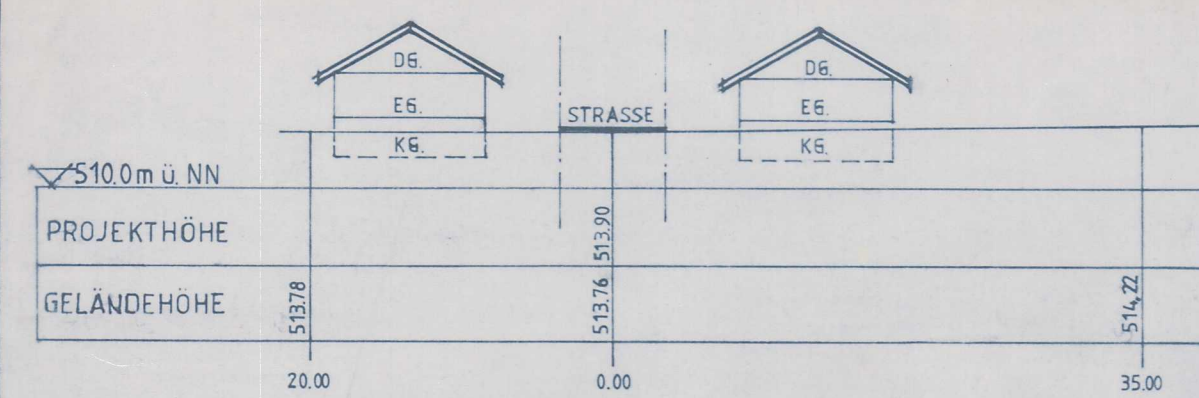 DG.
EG.
KG.
STRASSE
DG.
EG.
KG.
510.0m ü. NN
PROJEKTHÖHE
513.90
GELÄNDEHÖHE
513.78
513.76
514,22
20.00
0.00
35.00